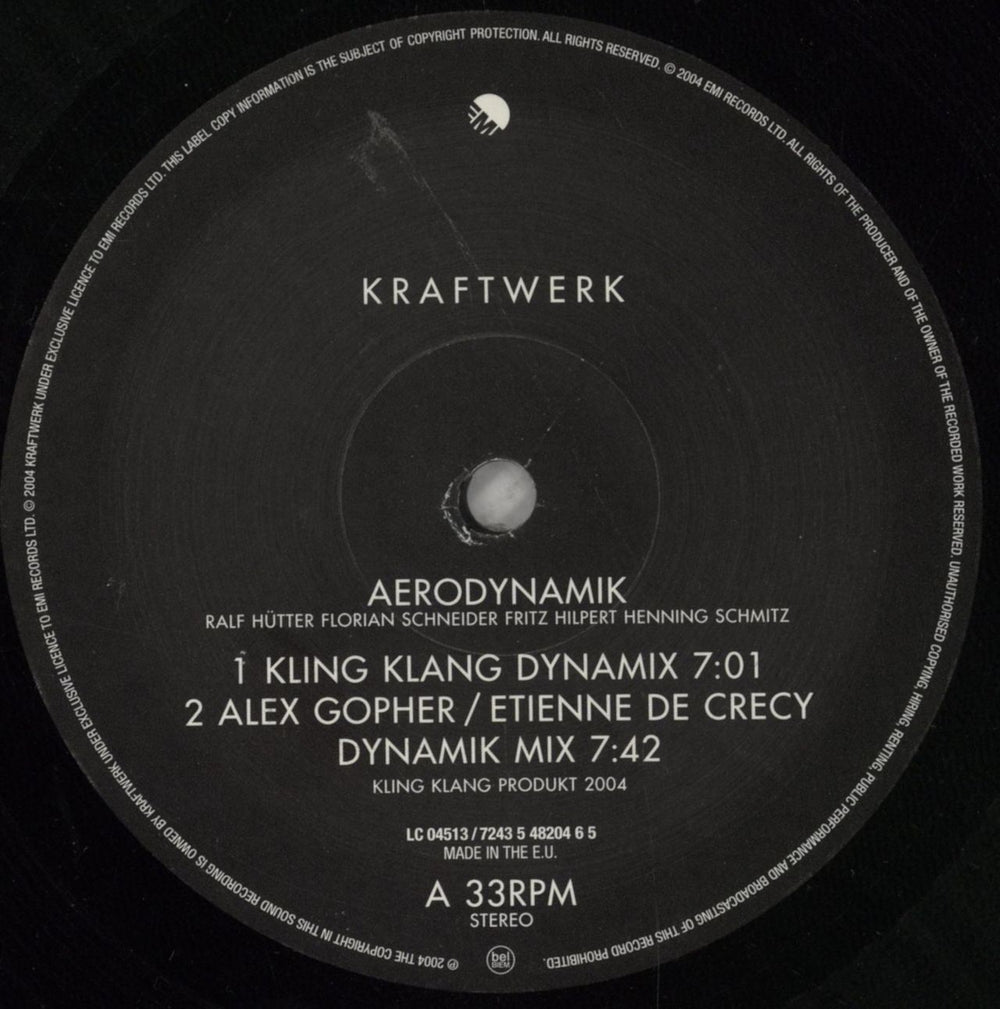 EMI
KRAFTWERK
AERODYNAMIK
RALF HÜTTER FLORIAN SCHNEIDER FRITZ HILPERT HENNING SCHMITZ
1 KLING KLANG DYNAMIX 7:01
2 ALEX GOPHER / ETIENNE DE CRECY
DYNAMIK MIX 7:42
KLING KLANG PRODUKT 2004
LC 04513 / 7243 5 48204 6 5
MADE IN THE E.U.
A 33RPM
STEREO
bel
BIEM
℗ 2004 THE COPYRIGHT IN THIS SOUND RECORDING IS OWNED BY KRAFTWERK UNDER EXCLUSIVE LICENCE TO EMI RECORDS LTD. © 2004 KRAFTWERK UNDER EXCLUSIVE LICENCE TO EMI RECORDS LTD. THIS LABEL COPY INFORMATION IS THE SUBJECT OF COPYRIGHT PROTECTION. ALL RIGHTS RESERVED. © 2004 EMI RECORDS LTD. ALL RIGHTS OF THE PRODUCER AND OF THE OWNER OF THE RECORDED WORK RESERVED. UNAUTHORISED COPYING, HIRING, RENTING, PUBLIC PERFORMANCE AND BROADCASTING OF THIS RECORD PROHIBITED.